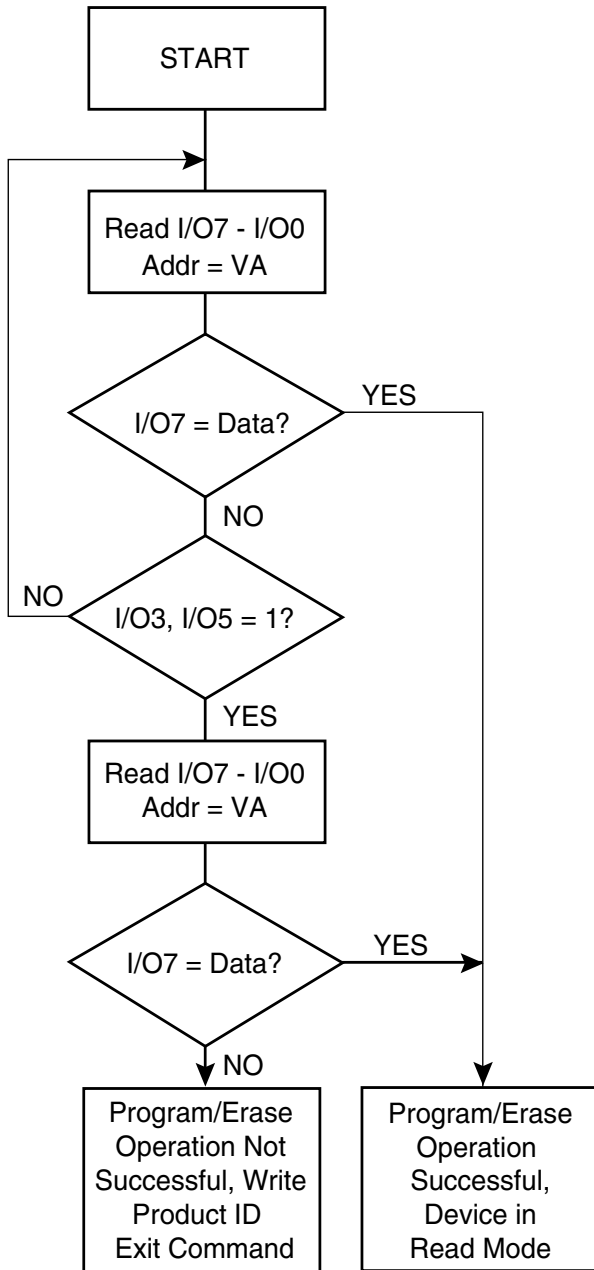 START
Read I/O7 - I/O0
Addr = VA
I/O7 = Data?
YES
NO
NO
I/O3, I/O5 = 1?
YES
Read I/O7 - I/O0
Addr = VA
I/O7 = Data?
YES
NO
Program/Erase
Operation Not
Successful, Write
Product ID
Exit Command
Program/Erase
Operation
Successful,
Device in
Read Mode